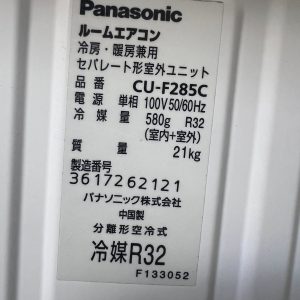 Panasonic
ルームエアコン
冷房・暖房兼用
セパレート形室外ユニット
品番 CU-F285C
電源 単相 100V 50/60Hz
冷媒量 580g R32
(室内+室外)
質量 21kg
製造番号
3617262121
パナソニック株式会社
中国製
分離形空冷式
冷媒R32
F133052